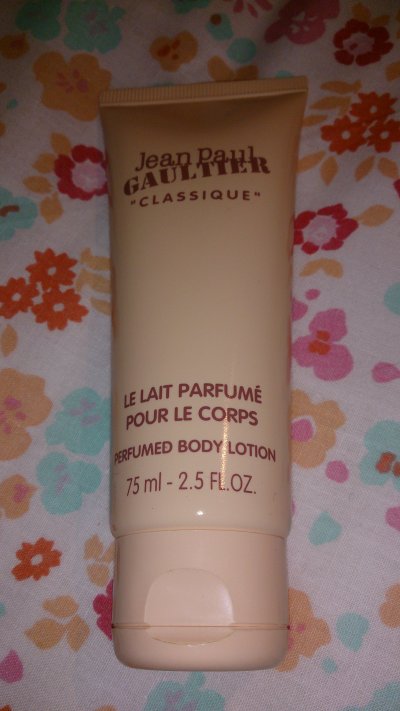 Jean Paul
GAULTIER
"CLASSIQUE"
LE LAIT PARFUMÉ
POUR LE CORPS
PERFUMED BODY LOTION
75 ml - 2.5 FL.OZ.